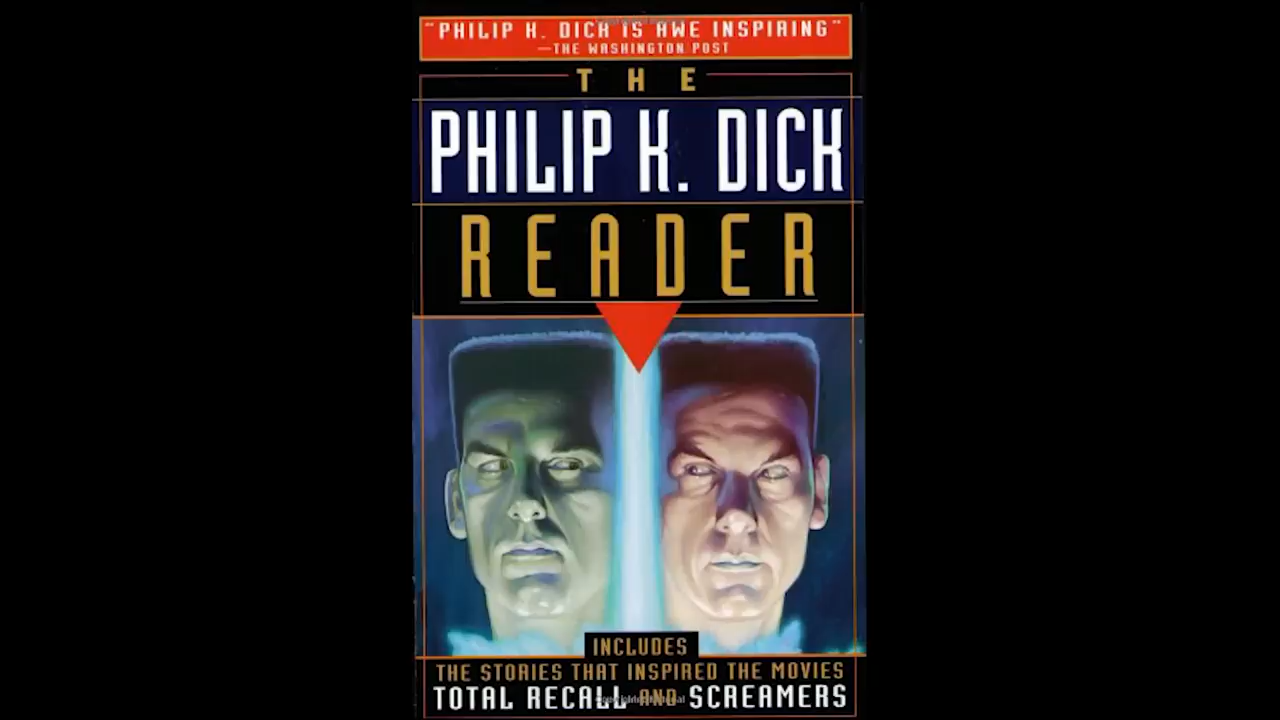 "PHILIP K. DICK IS AWE INSPIRING"
—THE WASHINGTON POST
THE
PHILIP K. DICK
READER
INCLUDES
THE STORIES THAT INSPIRED THE MOVIES
TOTAL RECALL AND SCREAMERS